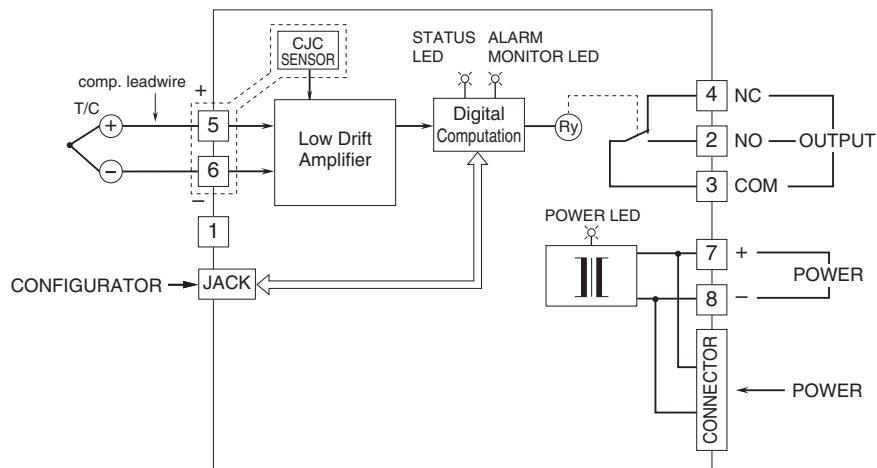 STATUS LED
ALARM MONITOR LED
CJC SENSOR
comp. leadwire
T/C
+
+
5
Low Drift Amplifier
Digital Computation
Ry
4
NC
2
NO
OUTPUT
3
COM
−
6
−
1
POWER LED
7
+
POWER
8
−
CONFIGURATOR
JACK
CONNECTOR
POWER